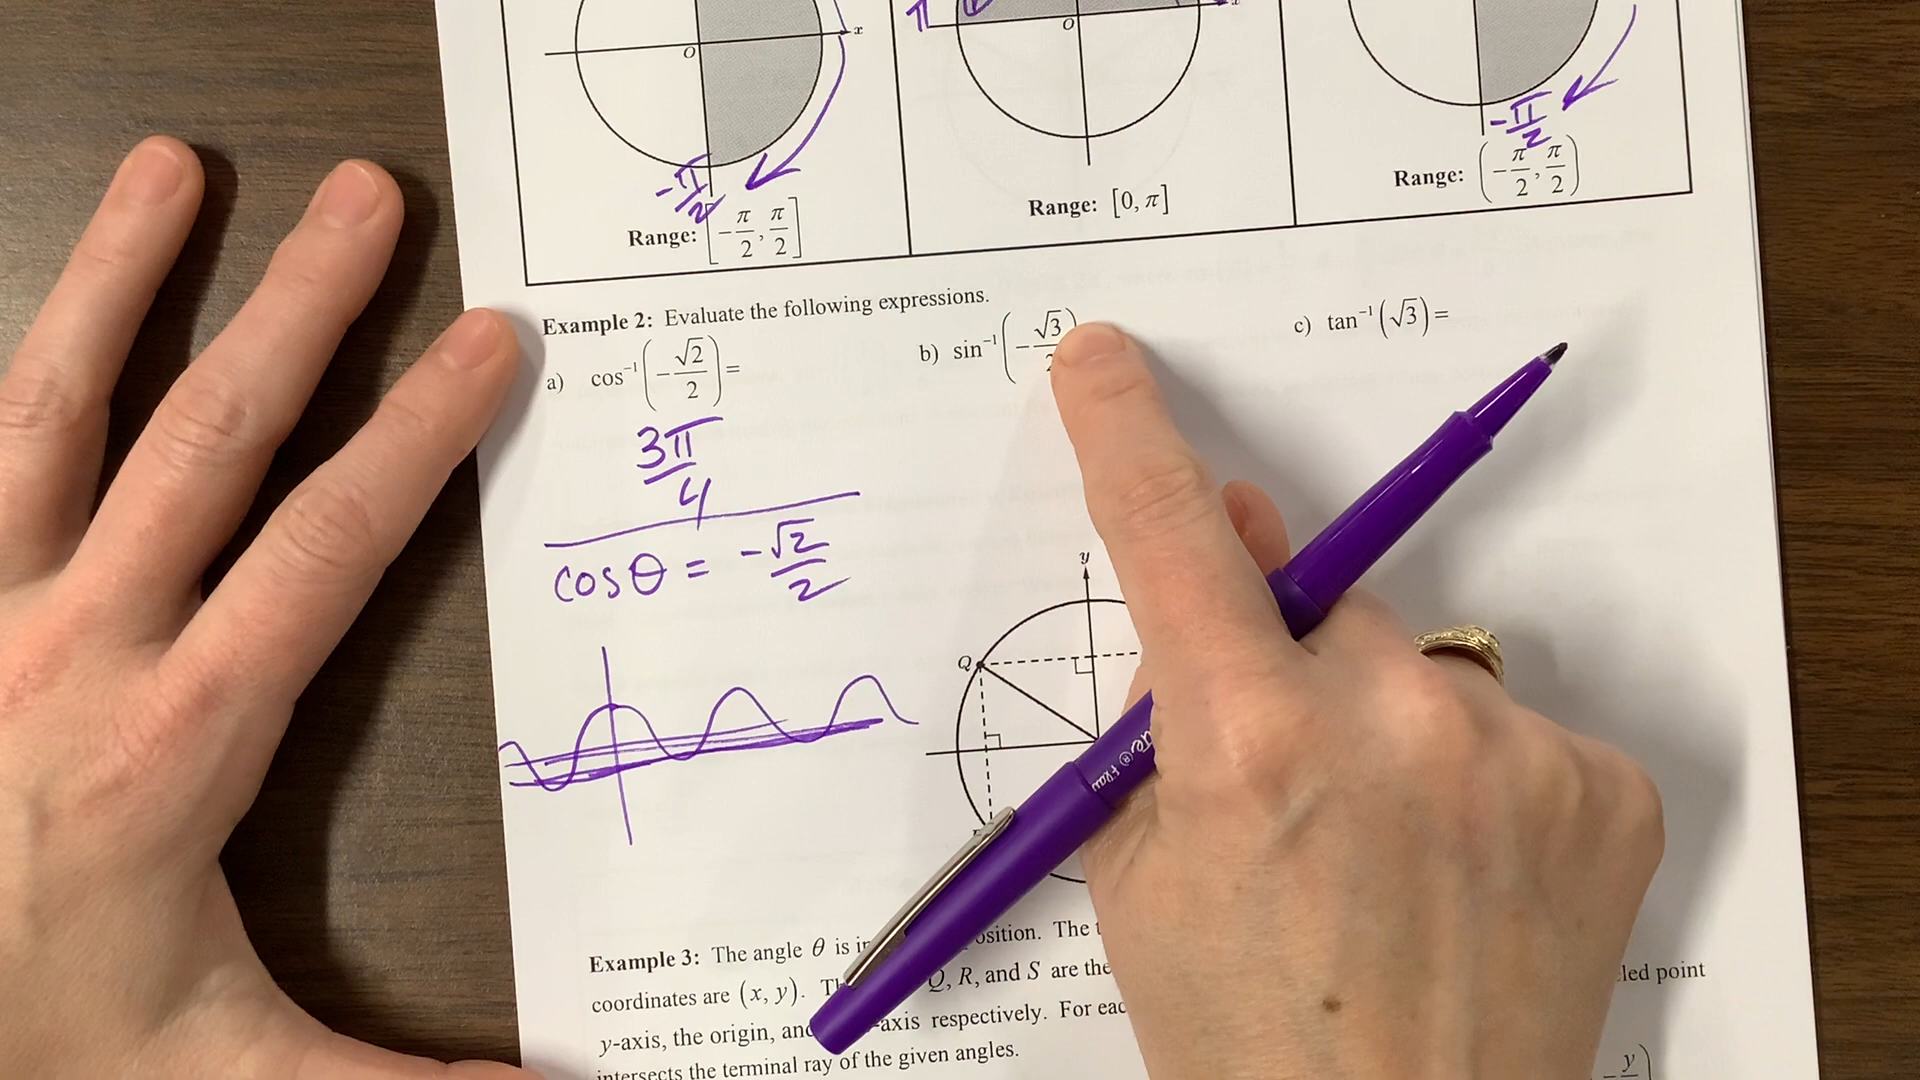 π
x
O
x
O
-π/2
-π/2
Range: [-π/2, π/2]
Range: [0, π]
Range: (-π/2, π/2)
Example 2: Evaluate the following expressions.
a) cos⁻¹(-√2/2) =
b) sin⁻¹(-√3/
c) tan⁻¹(√3) =
3π/4
cos θ = -√2/2
y
Q
Example 3: The angle θ is in osition. The
coordinates are (x, y). Q, R, and S are the led point
y-axis, the origin, and -axis respectively. For eac
intersects the terminal ray of the given angles.
y